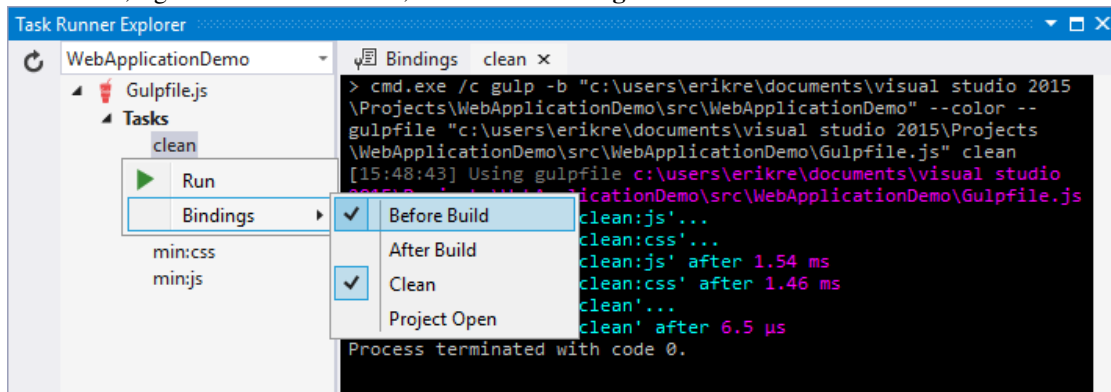 Task Runner Explorer
WebApplicationDemo
Gulpfile.js
Tasks
clean
Run
Bindings
min:css
min:js
Before Build
After Build
Clean
Project Open
Bindings clean
> cmd.exe /c gulp -b "c:\users\erikre\documents\visual studio 2015
\Projects\WebApplicationDemo\src\WebApplicationDemo" --color --
gulpfile "c:\users\erikre\documents\visual studio 2015\Projects
\WebApplicationDemo\src\WebApplicationDemo\Gulpfile.js" clean
[15:48:43] Using gulpfile c:\users\erikre\documents\visual studio
icationDemo\src\WebApplicationDemo\Gulpfile.js
clean:js'...
clean:css'...
clean:js' after 1.54 ms
clean:css' after 1.46 ms
clean'...
clean' after 6.5 µs
Process terminated with code 0.